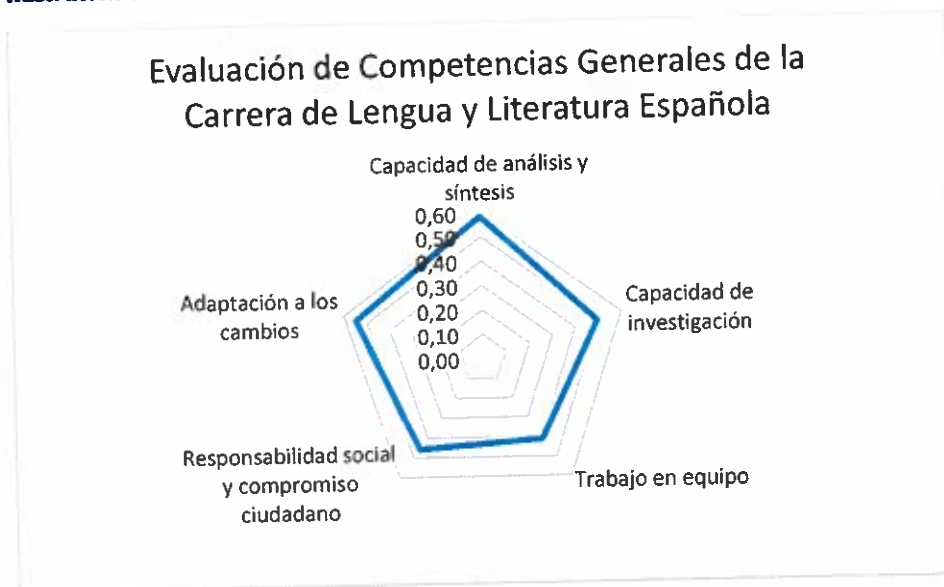 Evaluación de Competencias Generales de la
Carrera de Lengua y Literatura Española
Capacidad de análisis y
síntesis
0,60
0,50
0,40
0,30
0,20
0,10
0,00
Capacidad de
investigación
Trabajo en equipo
Responsabilidad social
y compromiso
ciudadano
Adaptación a los
cambios